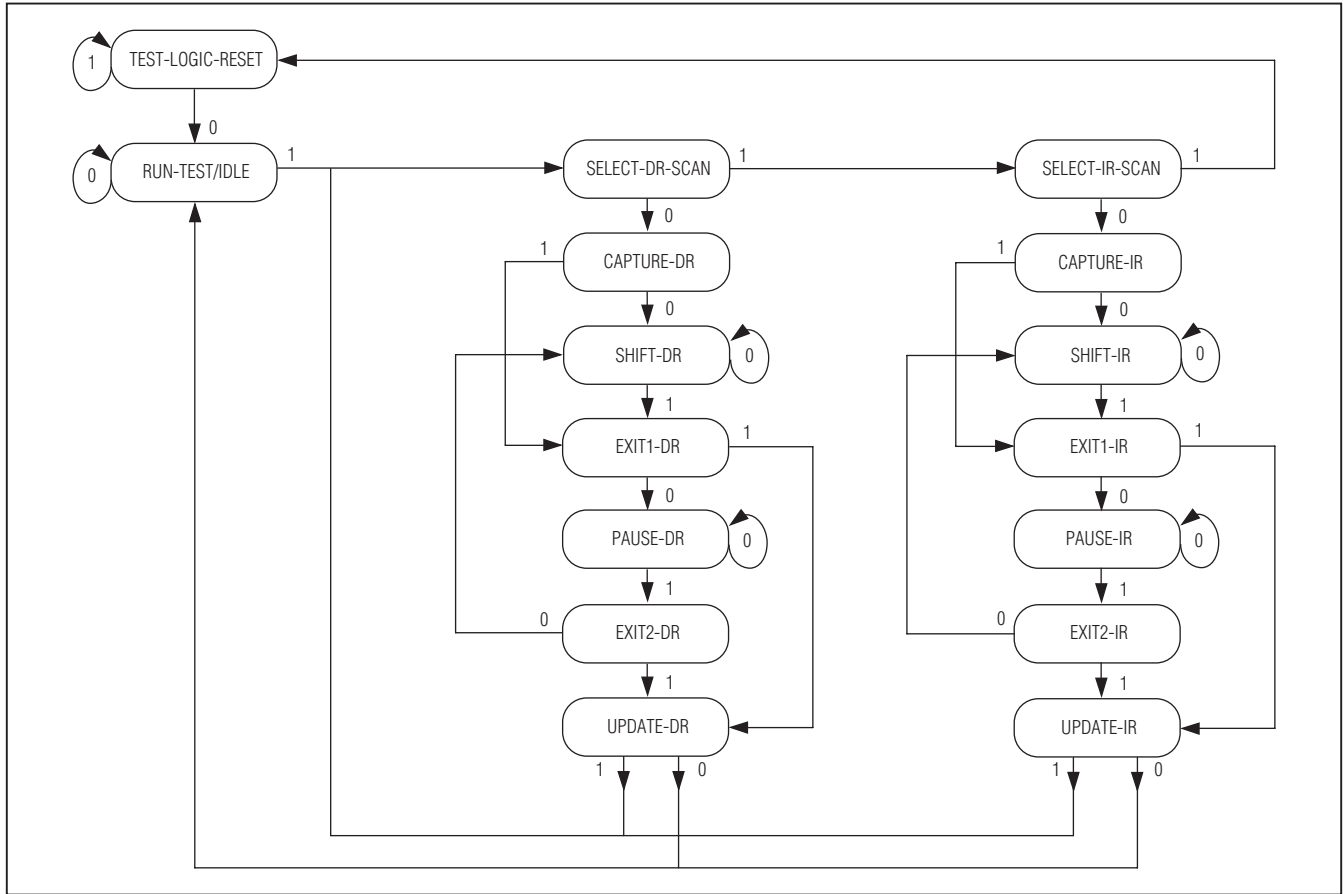 TEST-LOGIC-RESET
1
0
RUN-TEST/IDLE
0
1
SELECT-DR-SCAN
1
SELECT-IR-SCAN
1
0
0
1
CAPTURE-DR
1
CAPTURE-IR
0
0
SHIFT-DR
0
SHIFT-IR
0
1
1
EXIT1-DR
1
EXIT1-IR
1
0
0
PAUSE-DR
0
PAUSE-IR
0
1
1
0
EXIT2-DR
0
EXIT2-IR
1
1
UPDATE-DR
UPDATE-IR
1
0
1
0